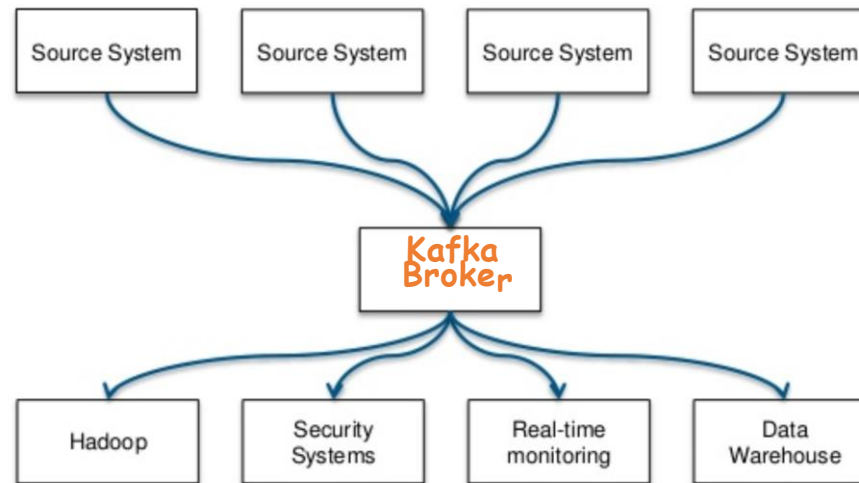 Source System
Source System
Source System
Source System
Kafka
Broker
Hadoop
Security
Systems
Real-time
monitoring
Data
Warehouse